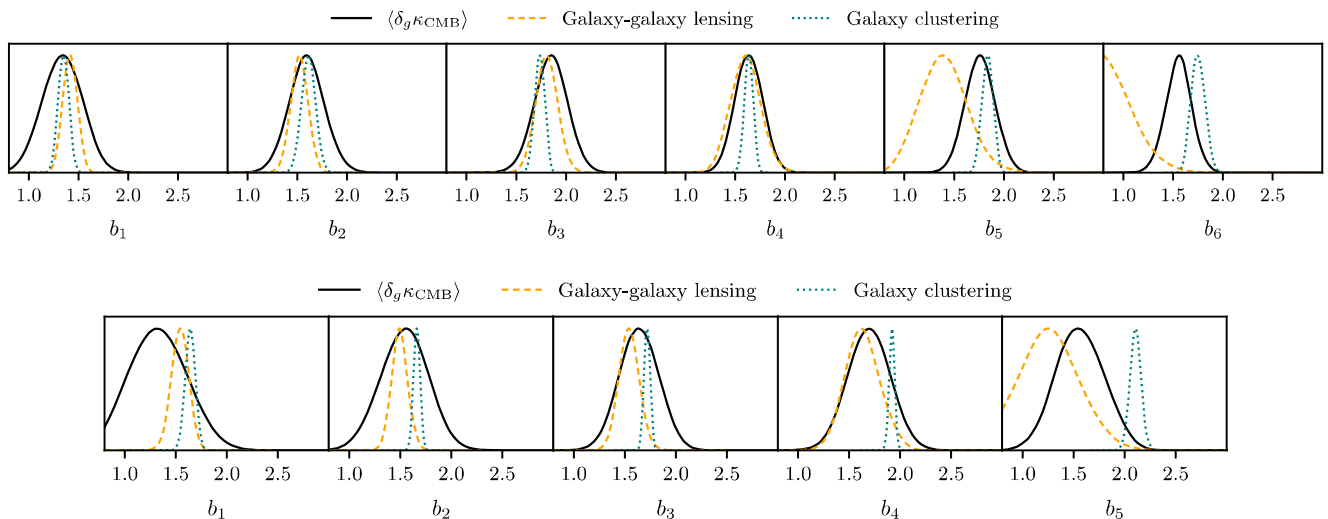 ⟨δ_g κ_CMB⟩ Galaxy-galaxy lensing Galaxy clustering
1.0 1.5 2.0 2.5 1.0 1.5 2.0 2.5 1.0 1.5 2.0 2.5 1.0 1.5 2.0 2.5 1.0 1.5 2.0 2.5 1.0 1.5 2.0 2.5
b₁ b₂ b₃ b₄ b₅ b₆
⟨δ_g κ_CMB⟩ Galaxy-galaxy lensing Galaxy clustering
1.0 1.5 2.0 2.5 1.0 1.5 2.0 2.5 1.0 1.5 2.0 2.5 1.0 1.5 2.0 2.5 1.0 1.5 2.0 2.5
b₁ b₂ b₃ b₄ b₅